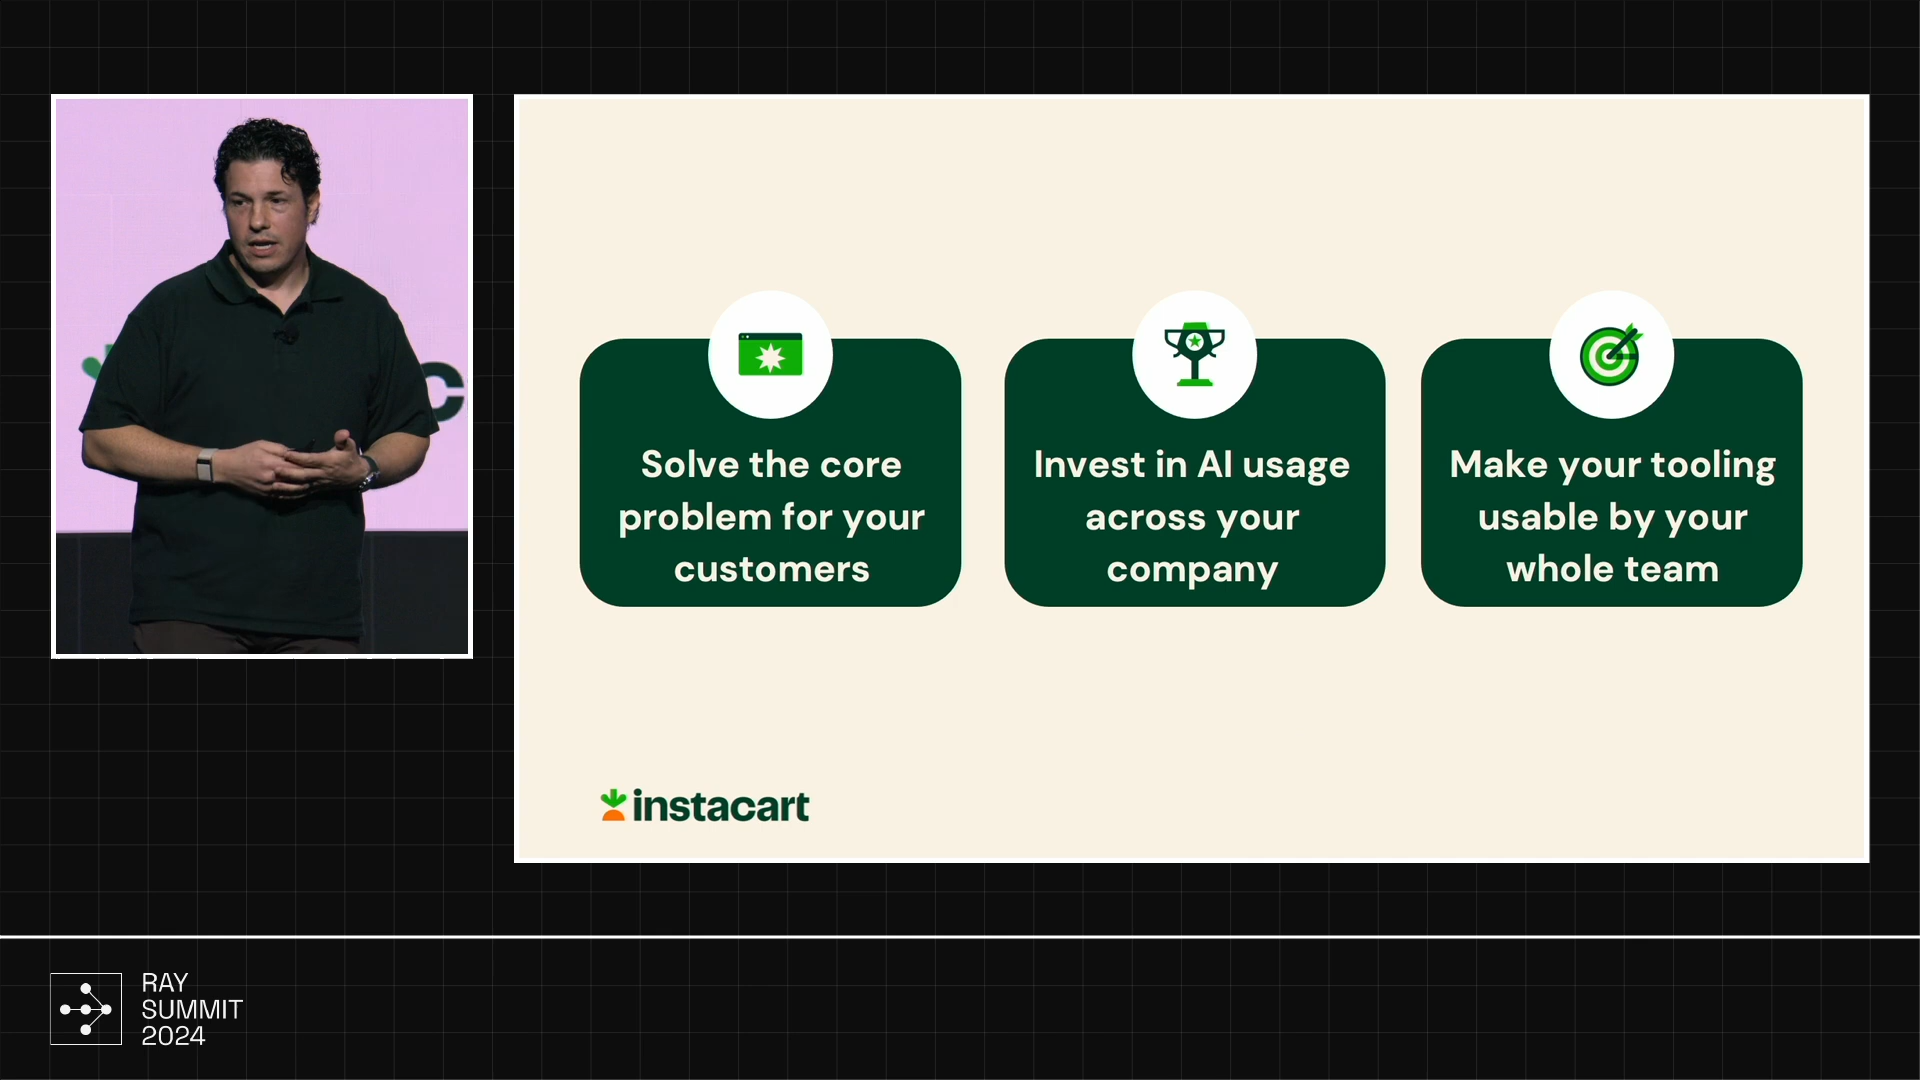 Solve the core
problem for your
customers
Invest in AI usage
across your
company
Make your tooling
usable by your
whole team
instacart
RAY
SUMMIT
2024